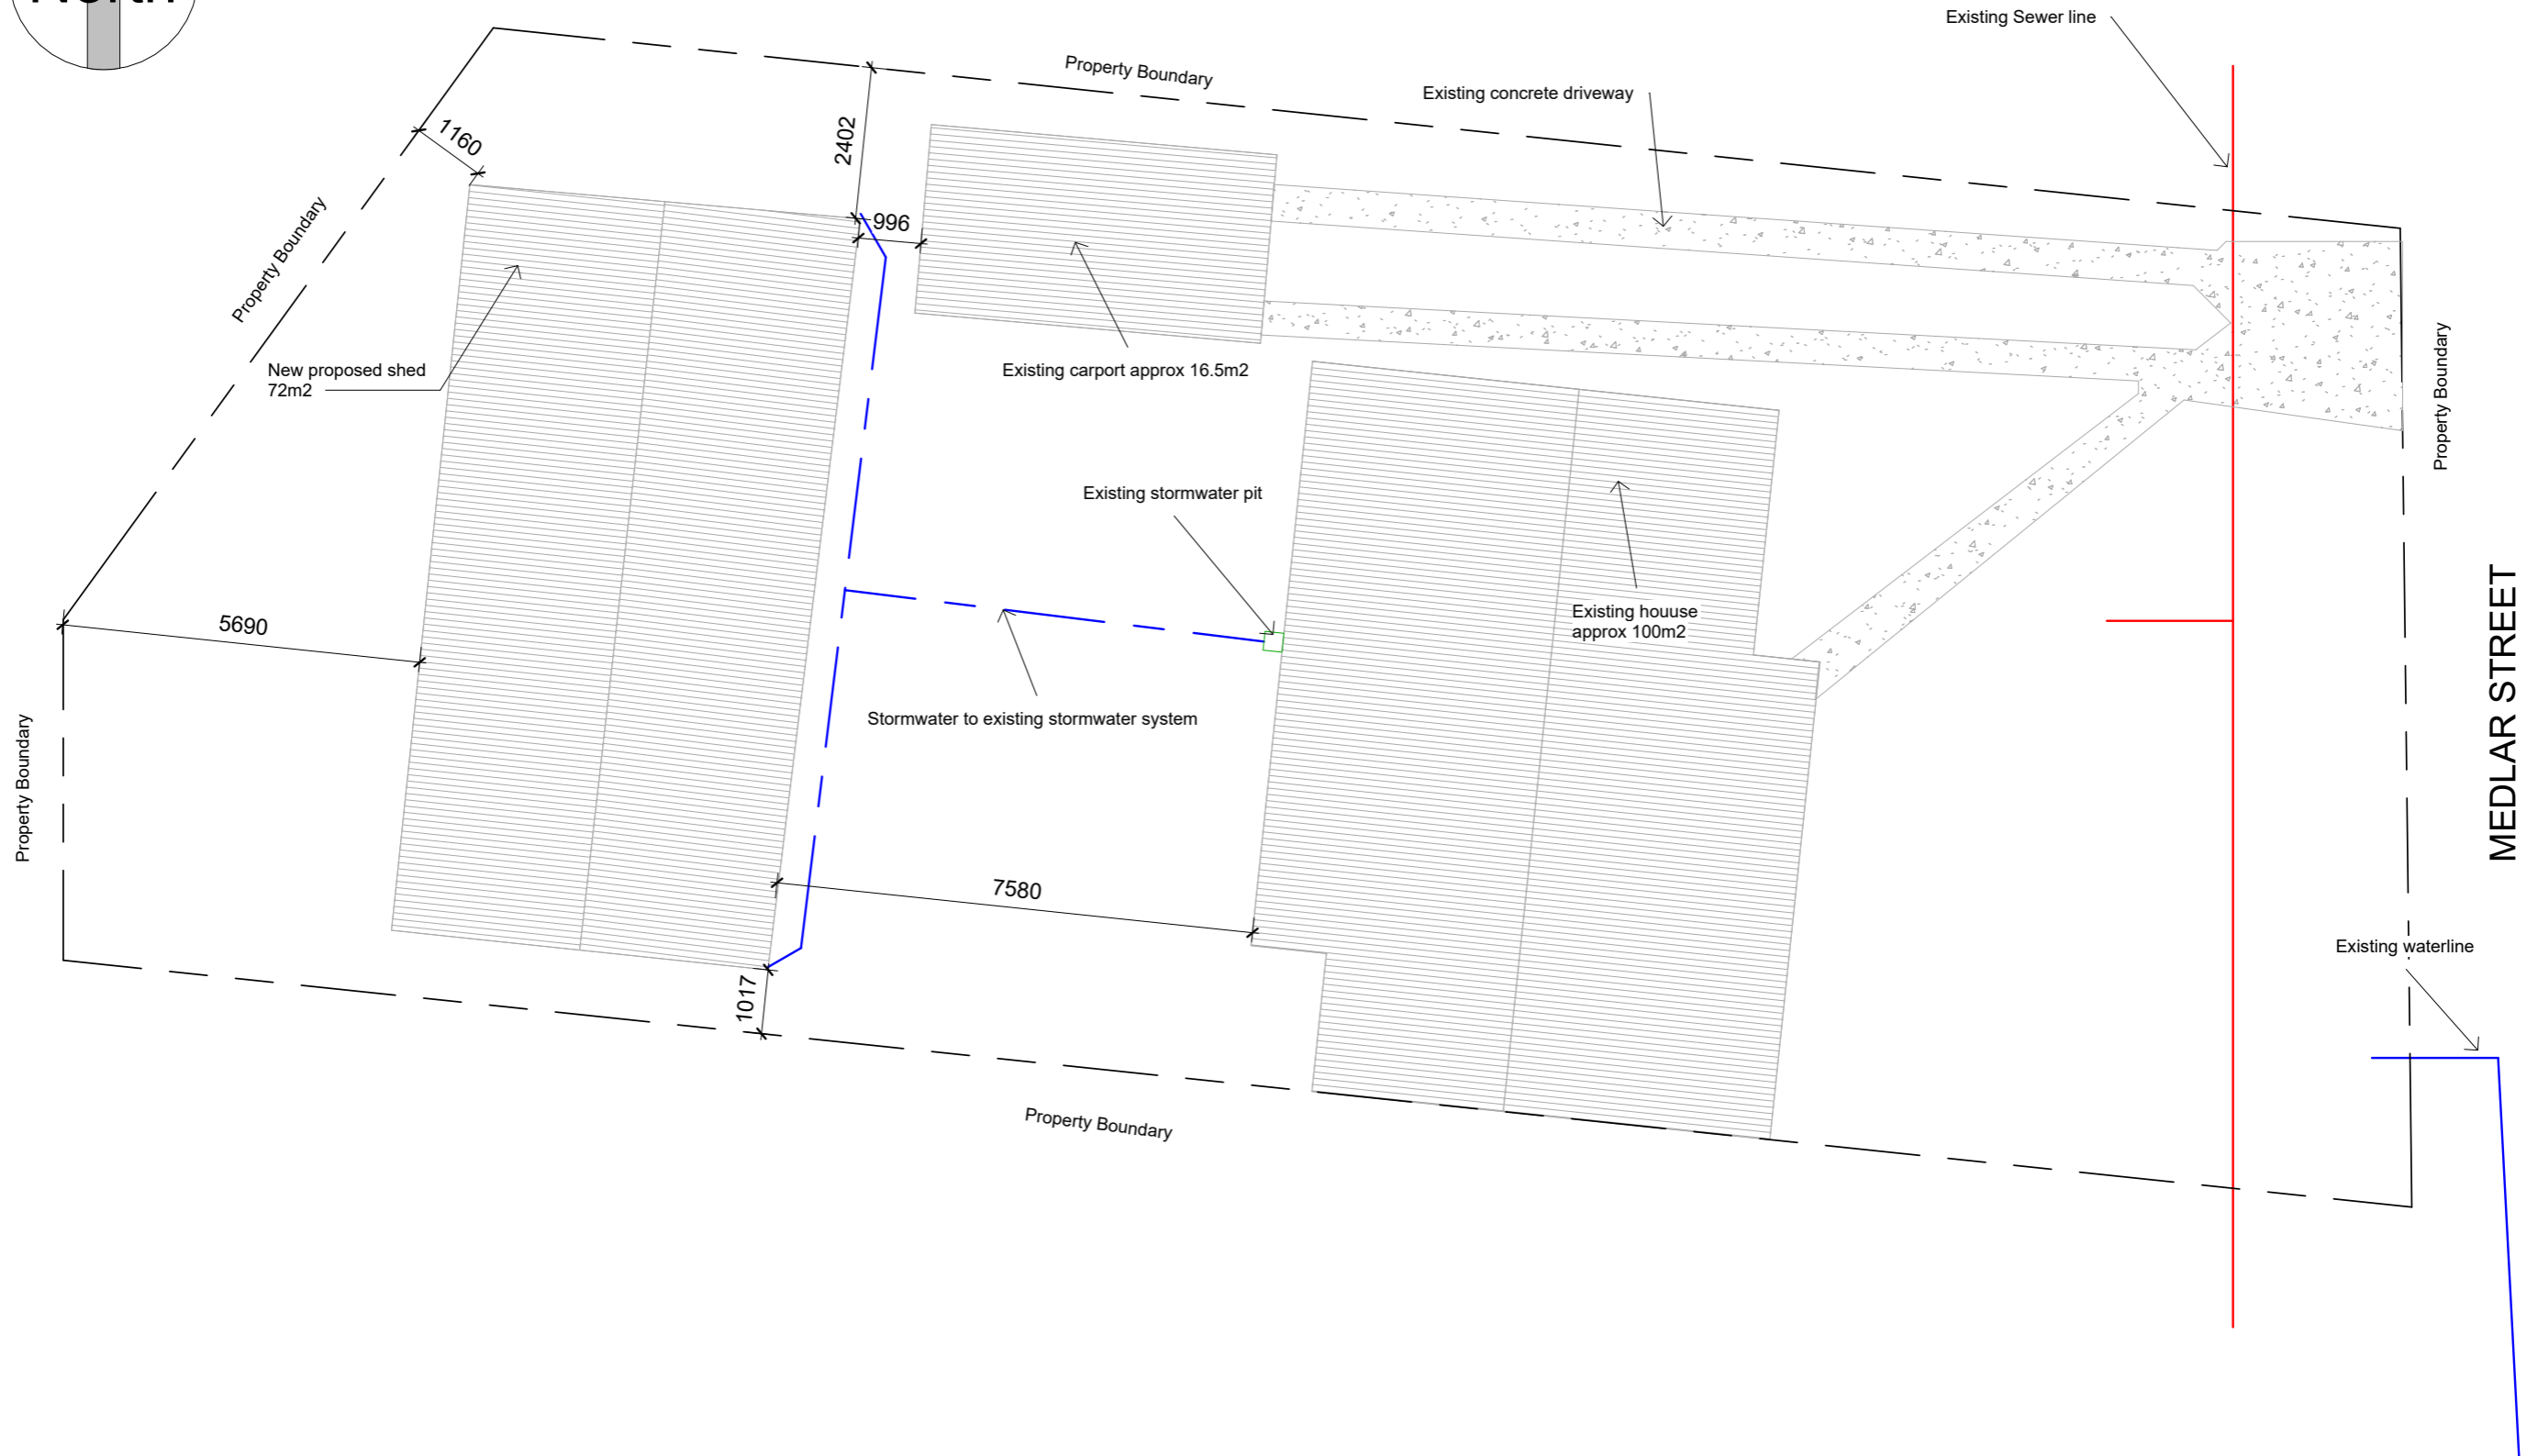 North
Existing Sewer line
Property Boundary
Existing concrete driveway
1160
2402
996
Property Boundary
New proposed shed
72m2
Existing carport approx 16.5m2
Property Boundary
Existing stormwater pit
5690
Existing houuse
approx 100m2
Stormwater to existing stormwater system
MEDLAR STREET
Property Boundary
7580
Existing waterline
1017
Property Boundary